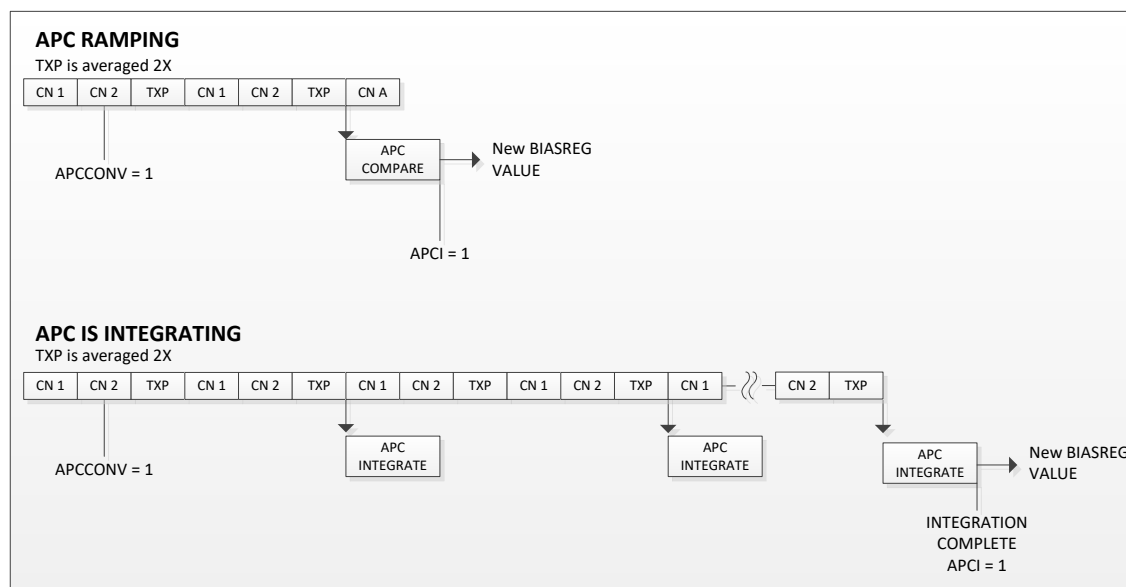 APC RAMPING
TXP is averaged 2X
CN 1 CN 2 TXP CN 1 CN 2 TXP CN A
APC
COMPARE
New BIASREG
VALUE
APCCONV = 1
APCI = 1
APC IS INTEGRATING
TXP is averaged 2X
CN 1 CN 2 TXP CN 1 CN 2 TXP CN 1 CN 2 TXP CN 1 CN 2 TXP CN 1 CN 2 TXP
APCCONV = 1
APC
INTEGRATE
APC
INTEGRATE
APC
INTEGRATE
New BIASREG
VALUE
INTEGRATION
COMPLETE
APCI = 1